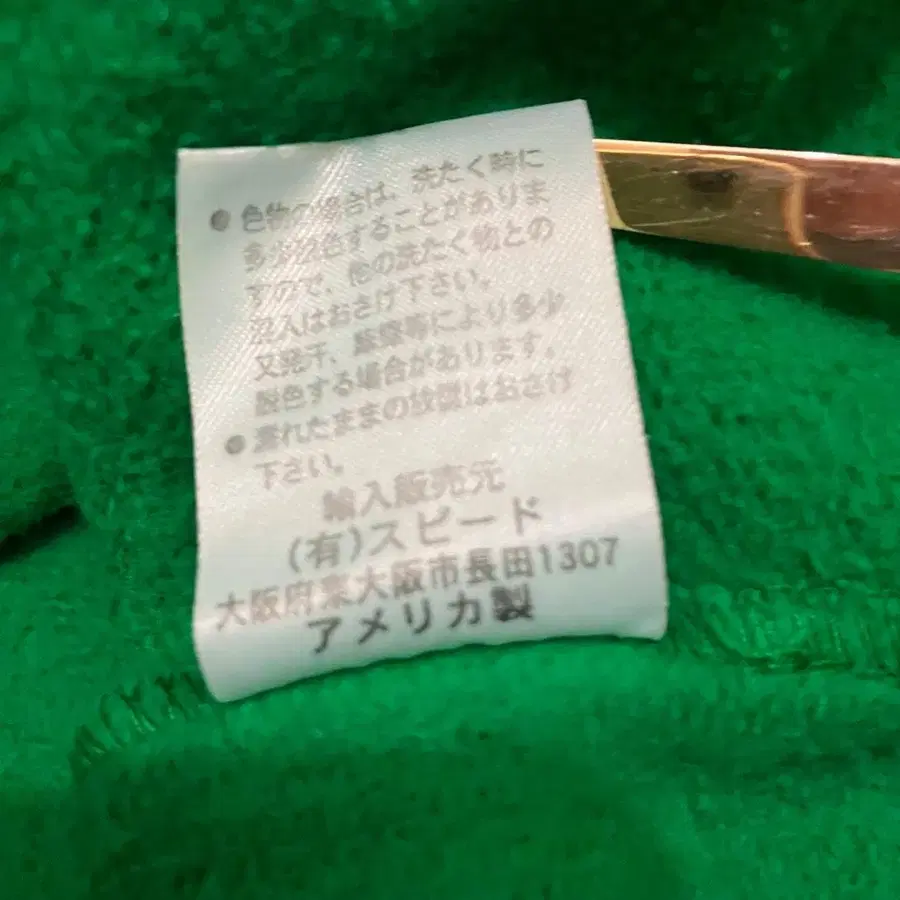 ● 色物の場合は、洗たく時に
多少脱色することがありま
すので、他の洗たく物との
混入はおさけ下さい。
又発汗、摩擦等により多少
脱色する場合があります。
● 濡れたままの放置はおさけ
下さい。
輸入販売元
(有)スピード
大阪府東大阪市長田1307
アメリカ製